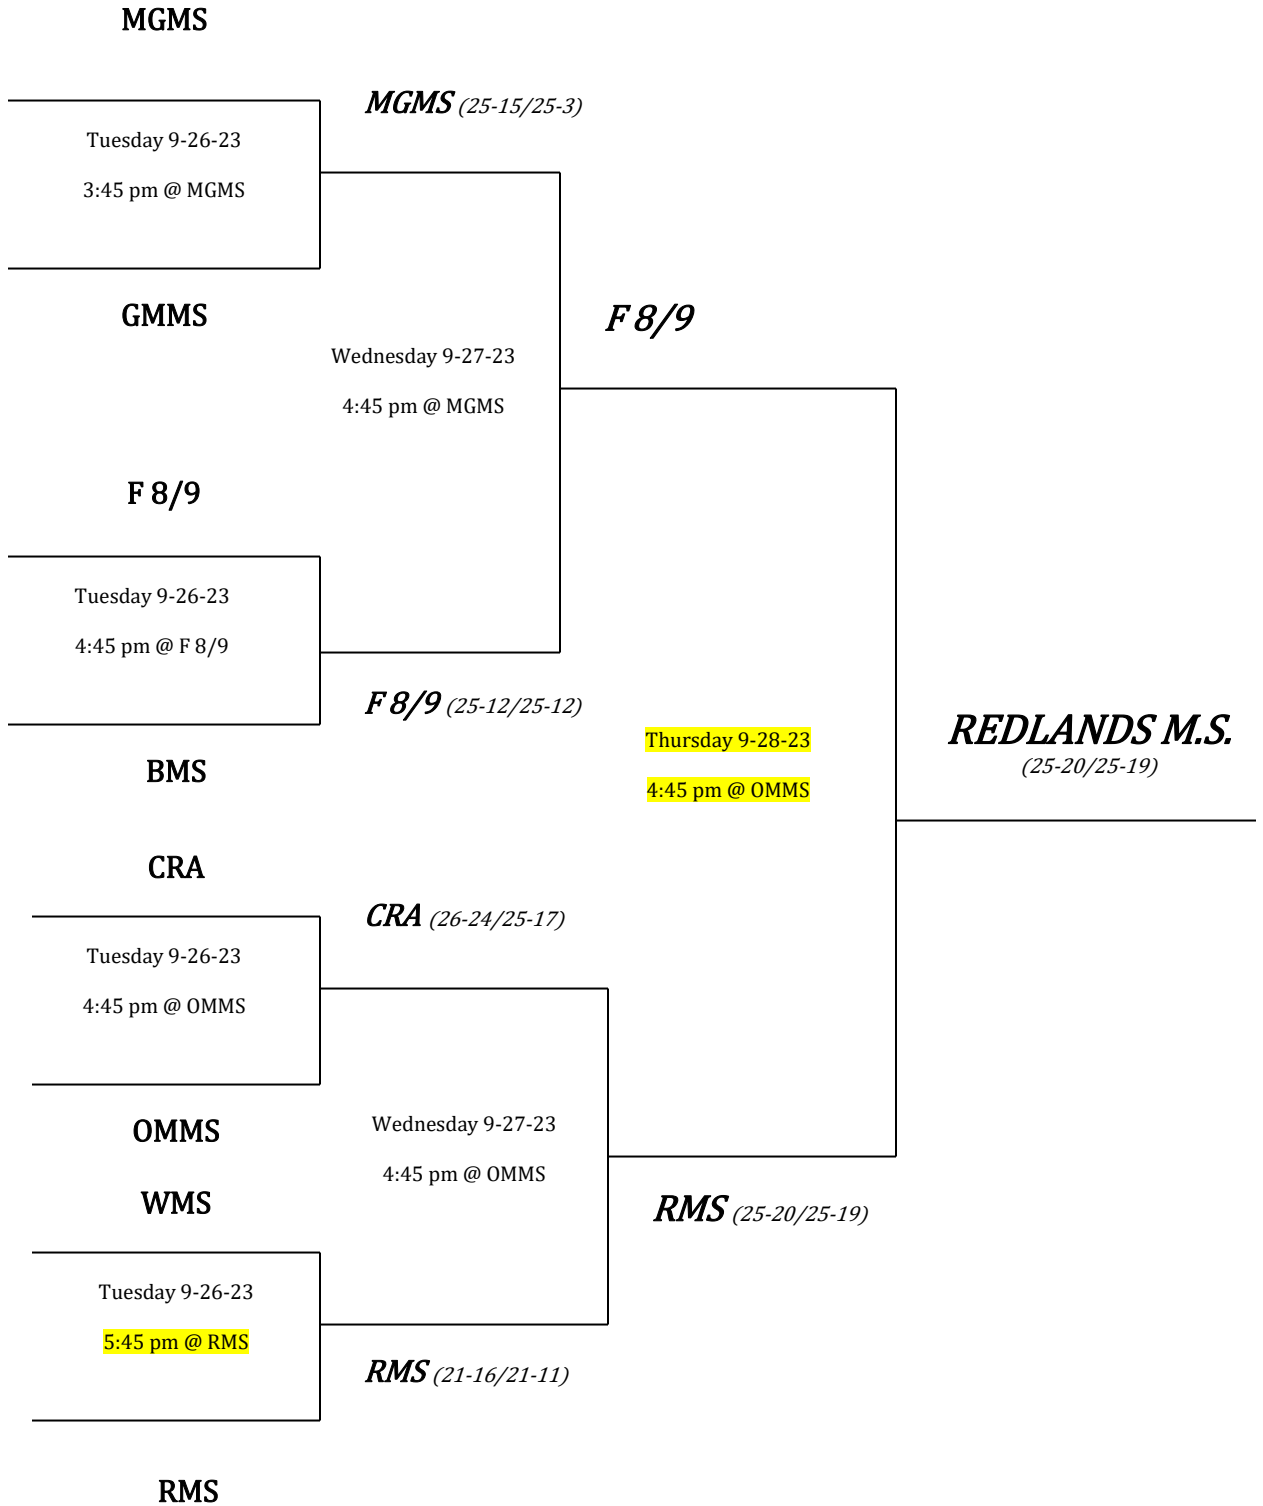 MGMS
MGMS (25-15/25-3)
Tuesday 9-26-23
3:45 pm @ MGMS
GMMS
F 8/9
Wednesday 9-27-23
4:45 pm @ MGMS
F 8/9
Tuesday 9-26-23
4:45 pm @ F 8/9
F 8/9 (25-12/25-12)
BMS
Thursday 9-28-23
4:45 pm @ OMMS
REDLANDS M.S.
(25-20/25-19)
CRA
CRA (26-24/25-17)
Tuesday 9-26-23
4:45 pm @ OMMS
OMMS
Wednesday 9-27-23
4:45 pm @ OMMS
WMS
RMS (25-20/25-19)
Tuesday 9-26-23
5:45 pm @ RMS
RMS (21-16/21-11)
RMS